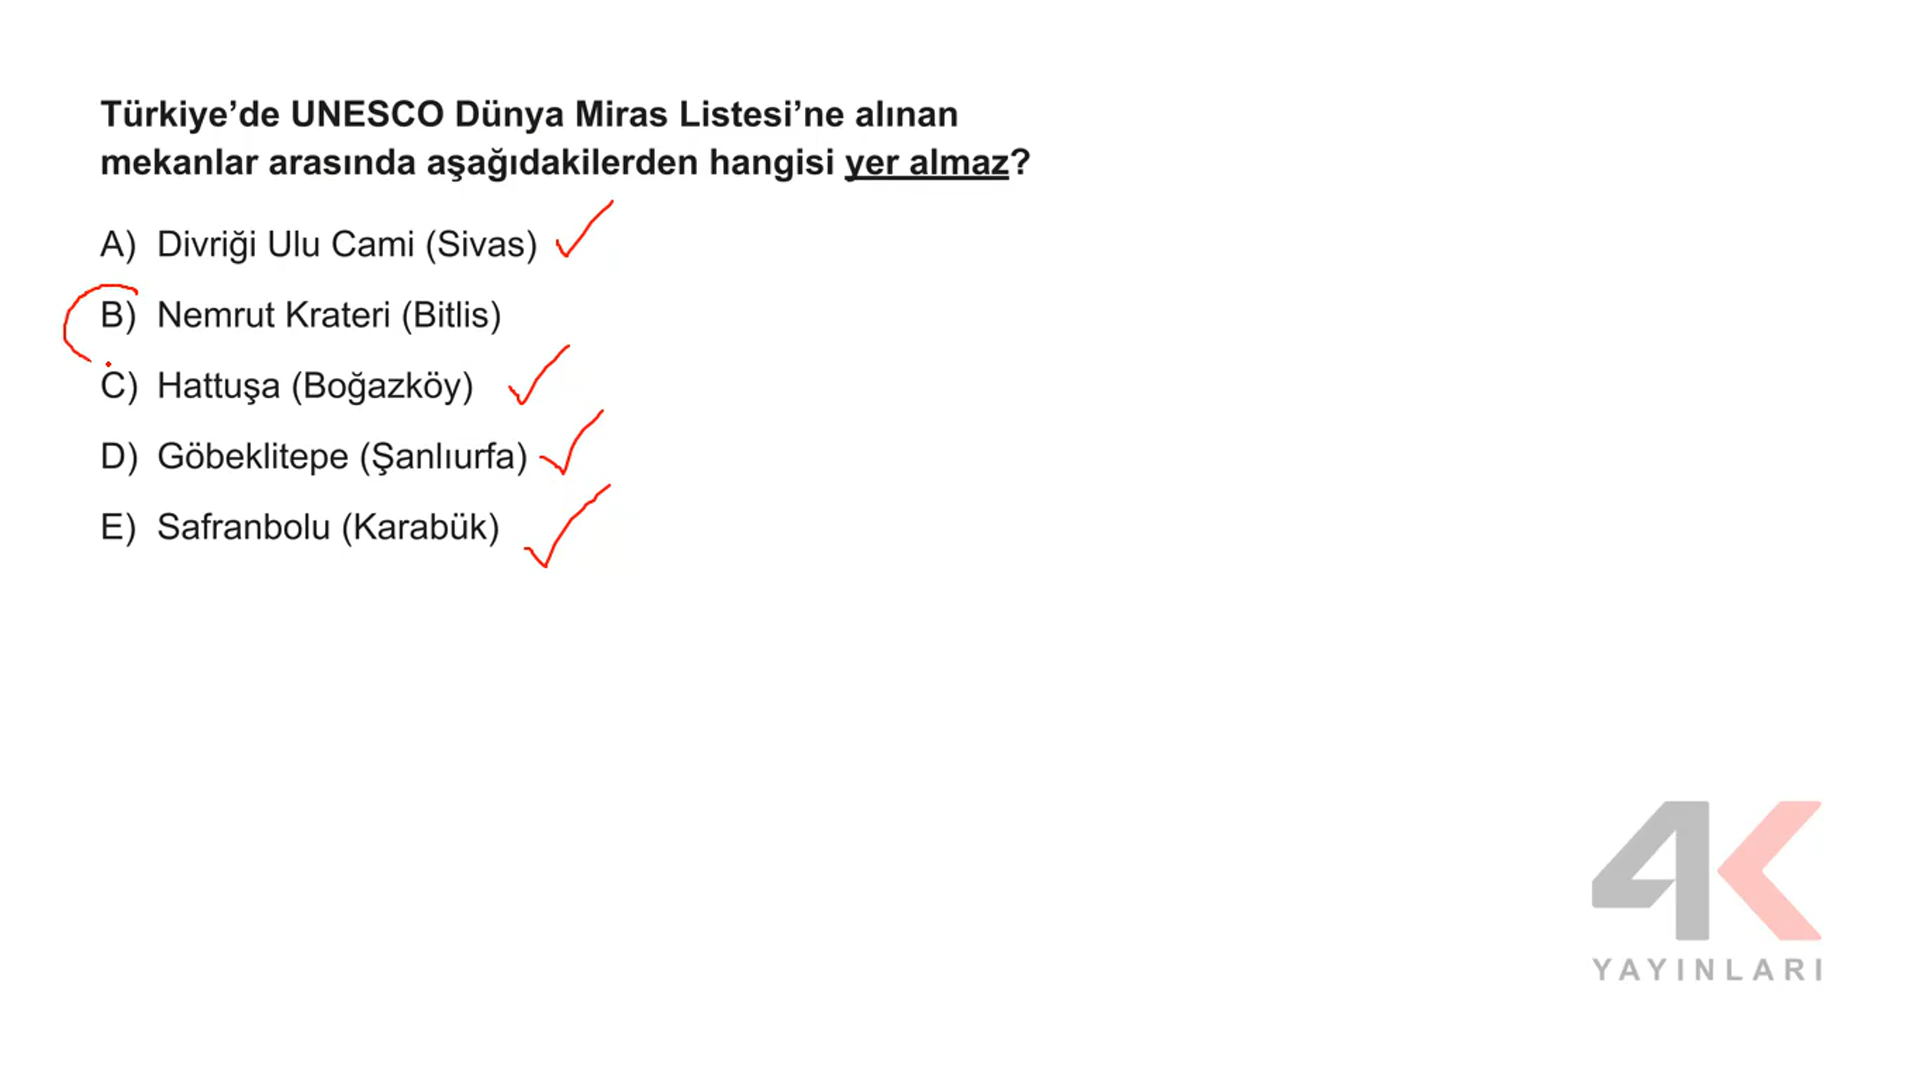 Türkiye’de UNESCO Dünya Miras Listesi’ne alınan
mekanlar arasında aşağıdakilerden hangisi yer almaz?
A) Divriği Ulu Cami (Sivas)
B) Nemrut Krateri (Bitlis)
C) Hattuşa (Boğazköy)
D) Göbeklitepe (Şanlıurfa)
E) Safranbolu (Karabük)
4K
YAYINLARI